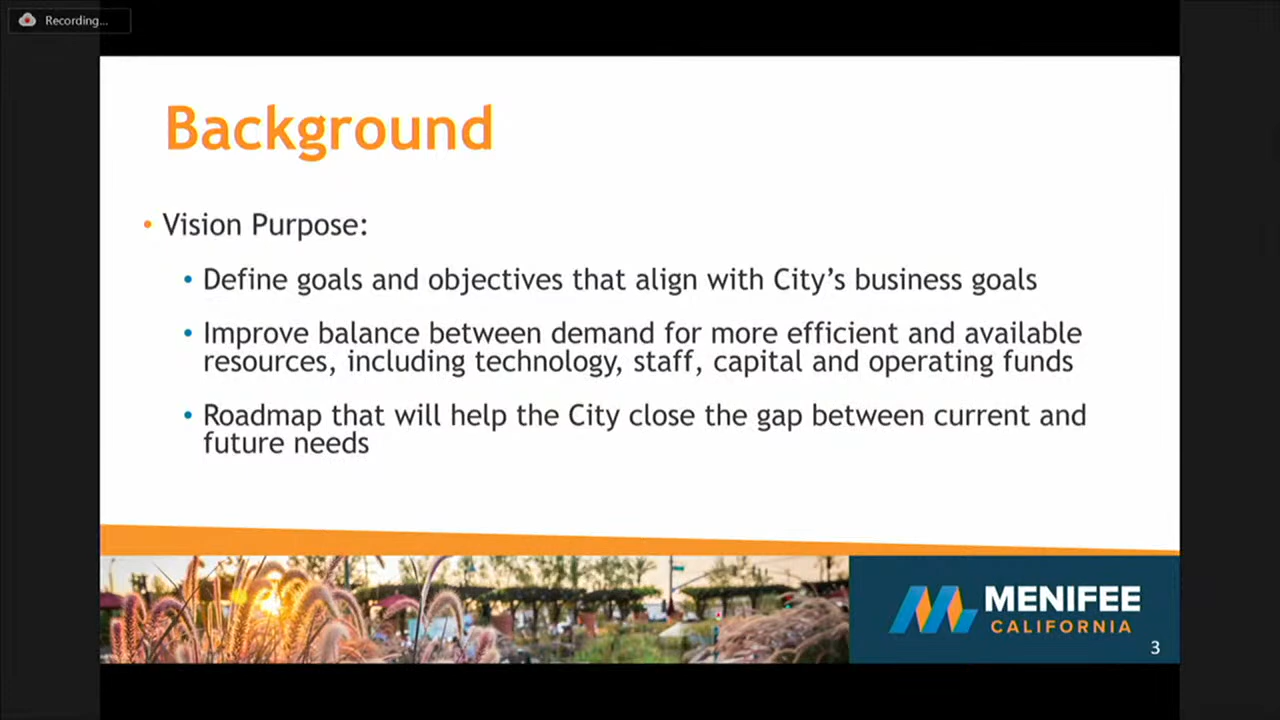 Recording...
Background
• Vision Purpose:
• Define goals and objectives that align with City’s business goals
• Improve balance between demand for more efficient and available
resources, including technology, staff, capital and operating funds
• Roadmap that will help the City close the gap between current and
future needs
MENIFEE
CALIFORNIA
3